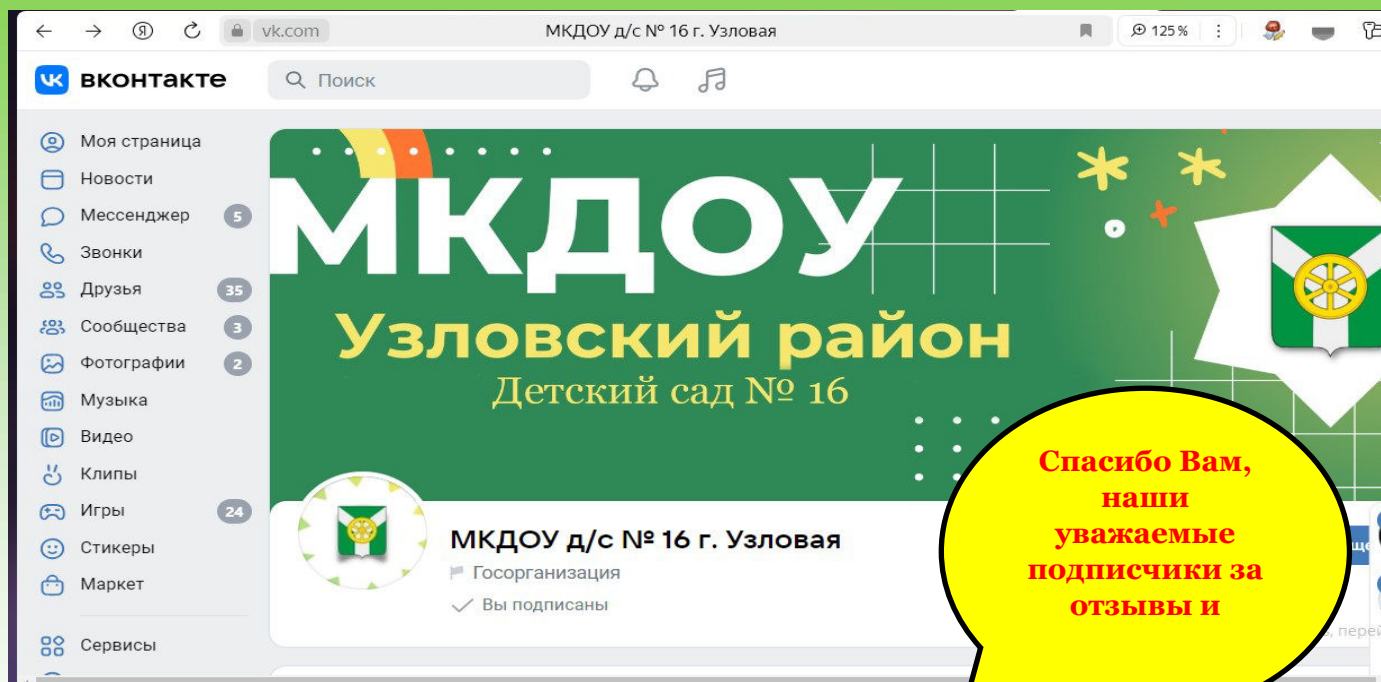 vk.com
МКДОУ д/с № 16 г. Узловая
125 %
вконтакте
Поиск
Моя страница
Новости
Мессенджер 5
Звонки
Друзья 35
Сообщества 3
Фотографии 2
Музыка
Видео
Клипы
Игры 24
Стикеры
Маркет
Сервисы
МКДОУ
Узловский район
Детский сад № 16
МКДОУ д/с № 16 г. Узловая
Госорганизация
Вы подписаны
Спасибо Вам,
наши
уважаемые
подписчики за
отзывы и